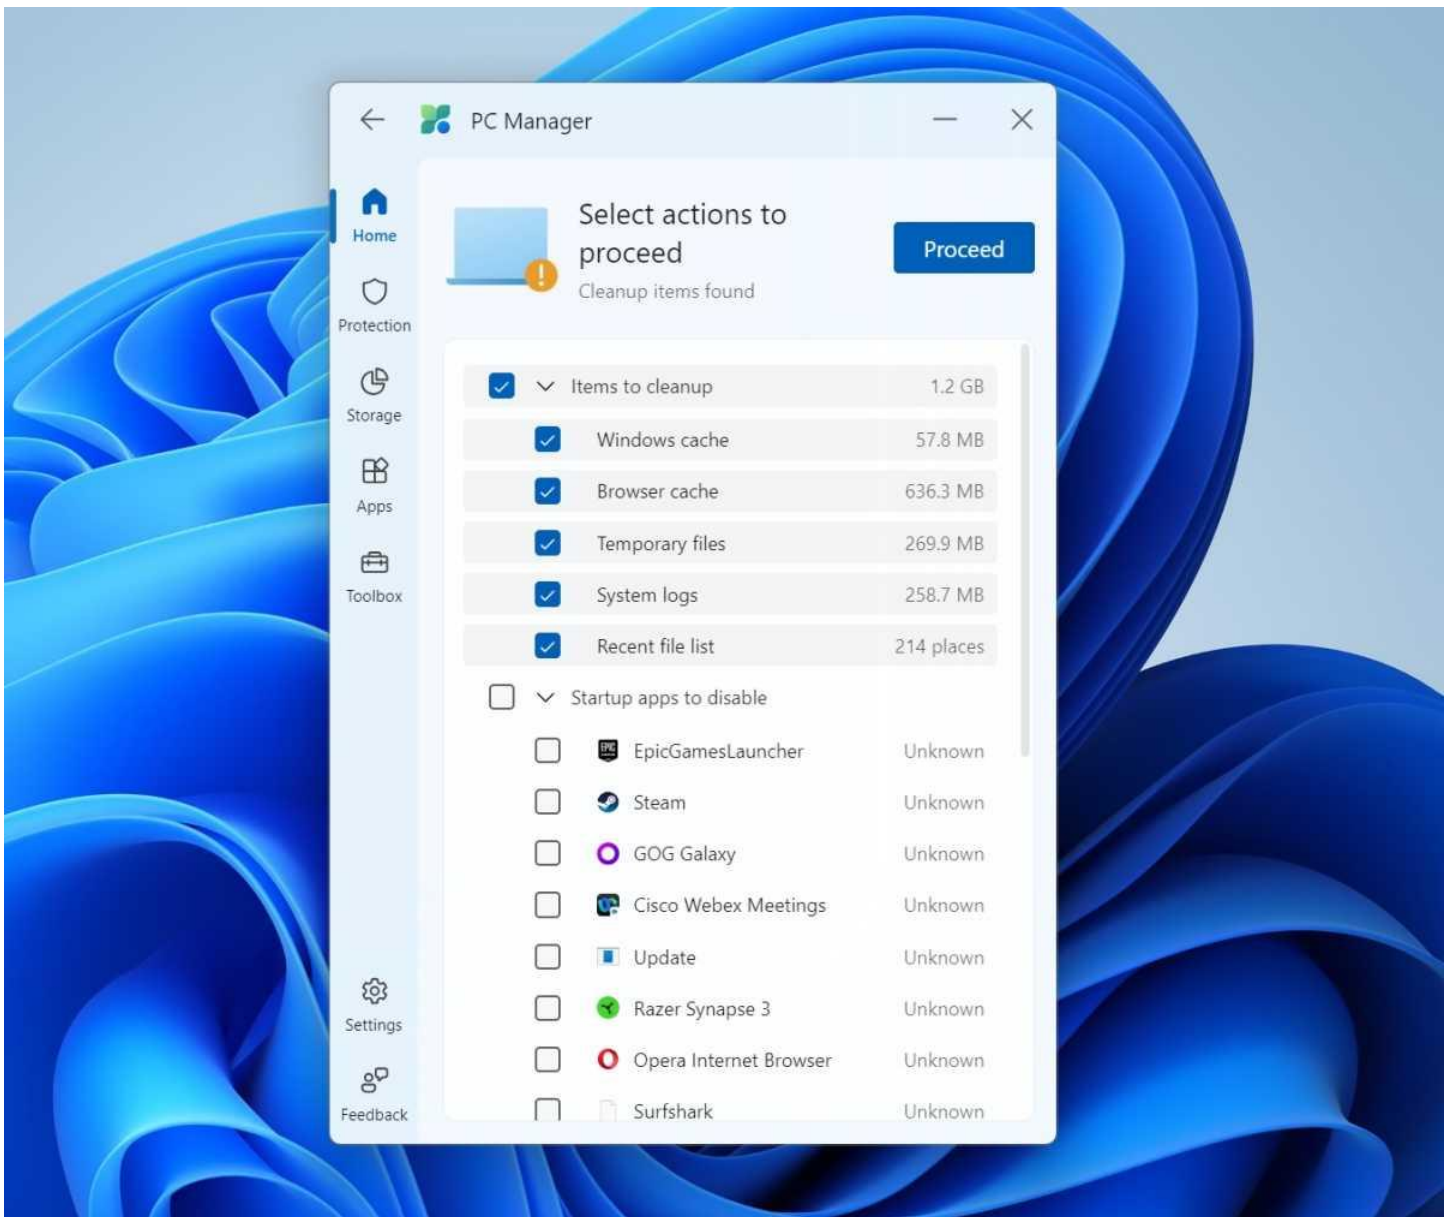 PC Manager
Home
Protection
Storage
Apps
Toolbox
Settings
Feedback
Select actions to
proceed
Cleanup items found
Proceed
Items to cleanup 1.2 GB
Windows cache 57.8 MB
Browser cache 636.3 MB
Temporary files 269.9 MB
System logs 258.7 MB
Recent file list 214 places
Startup apps to disable
EpicGamesLauncher Unknown
Steam Unknown
GOG Galaxy Unknown
Cisco Webex Meetings Unknown
Update Unknown
Razer Synapse 3 Unknown
Opera Internet Browser Unknown
Surfshark Unknown